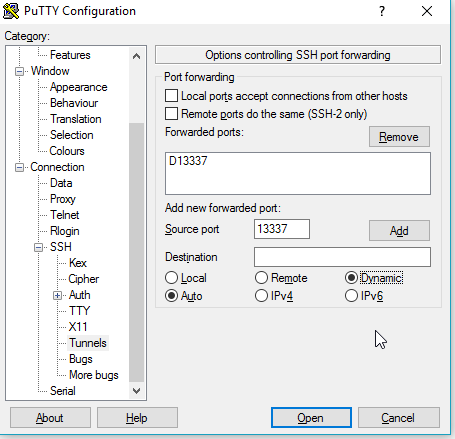 PuTTY Configuration
?
Category:
Features
Window
Appearance
Behaviour
Translation
Selection
Colours
Connection
Data
Proxy
Telnet
Rlogin
SSH
Kex
Cipher
Auth
TTY
X11
Tunnels
Bugs
More bugs
Serial
Options controlling SSH port forwarding
Port forwarding
Local ports accept connections from other hosts
Remote ports do the same (SSH-2 only)
Forwarded ports:
Remove
D13337
Add new forwarded port:
Source port 13337 Add
Destination
Local Remote Dynamic
Auto IPv4 IPv6
About Help Open Cancel